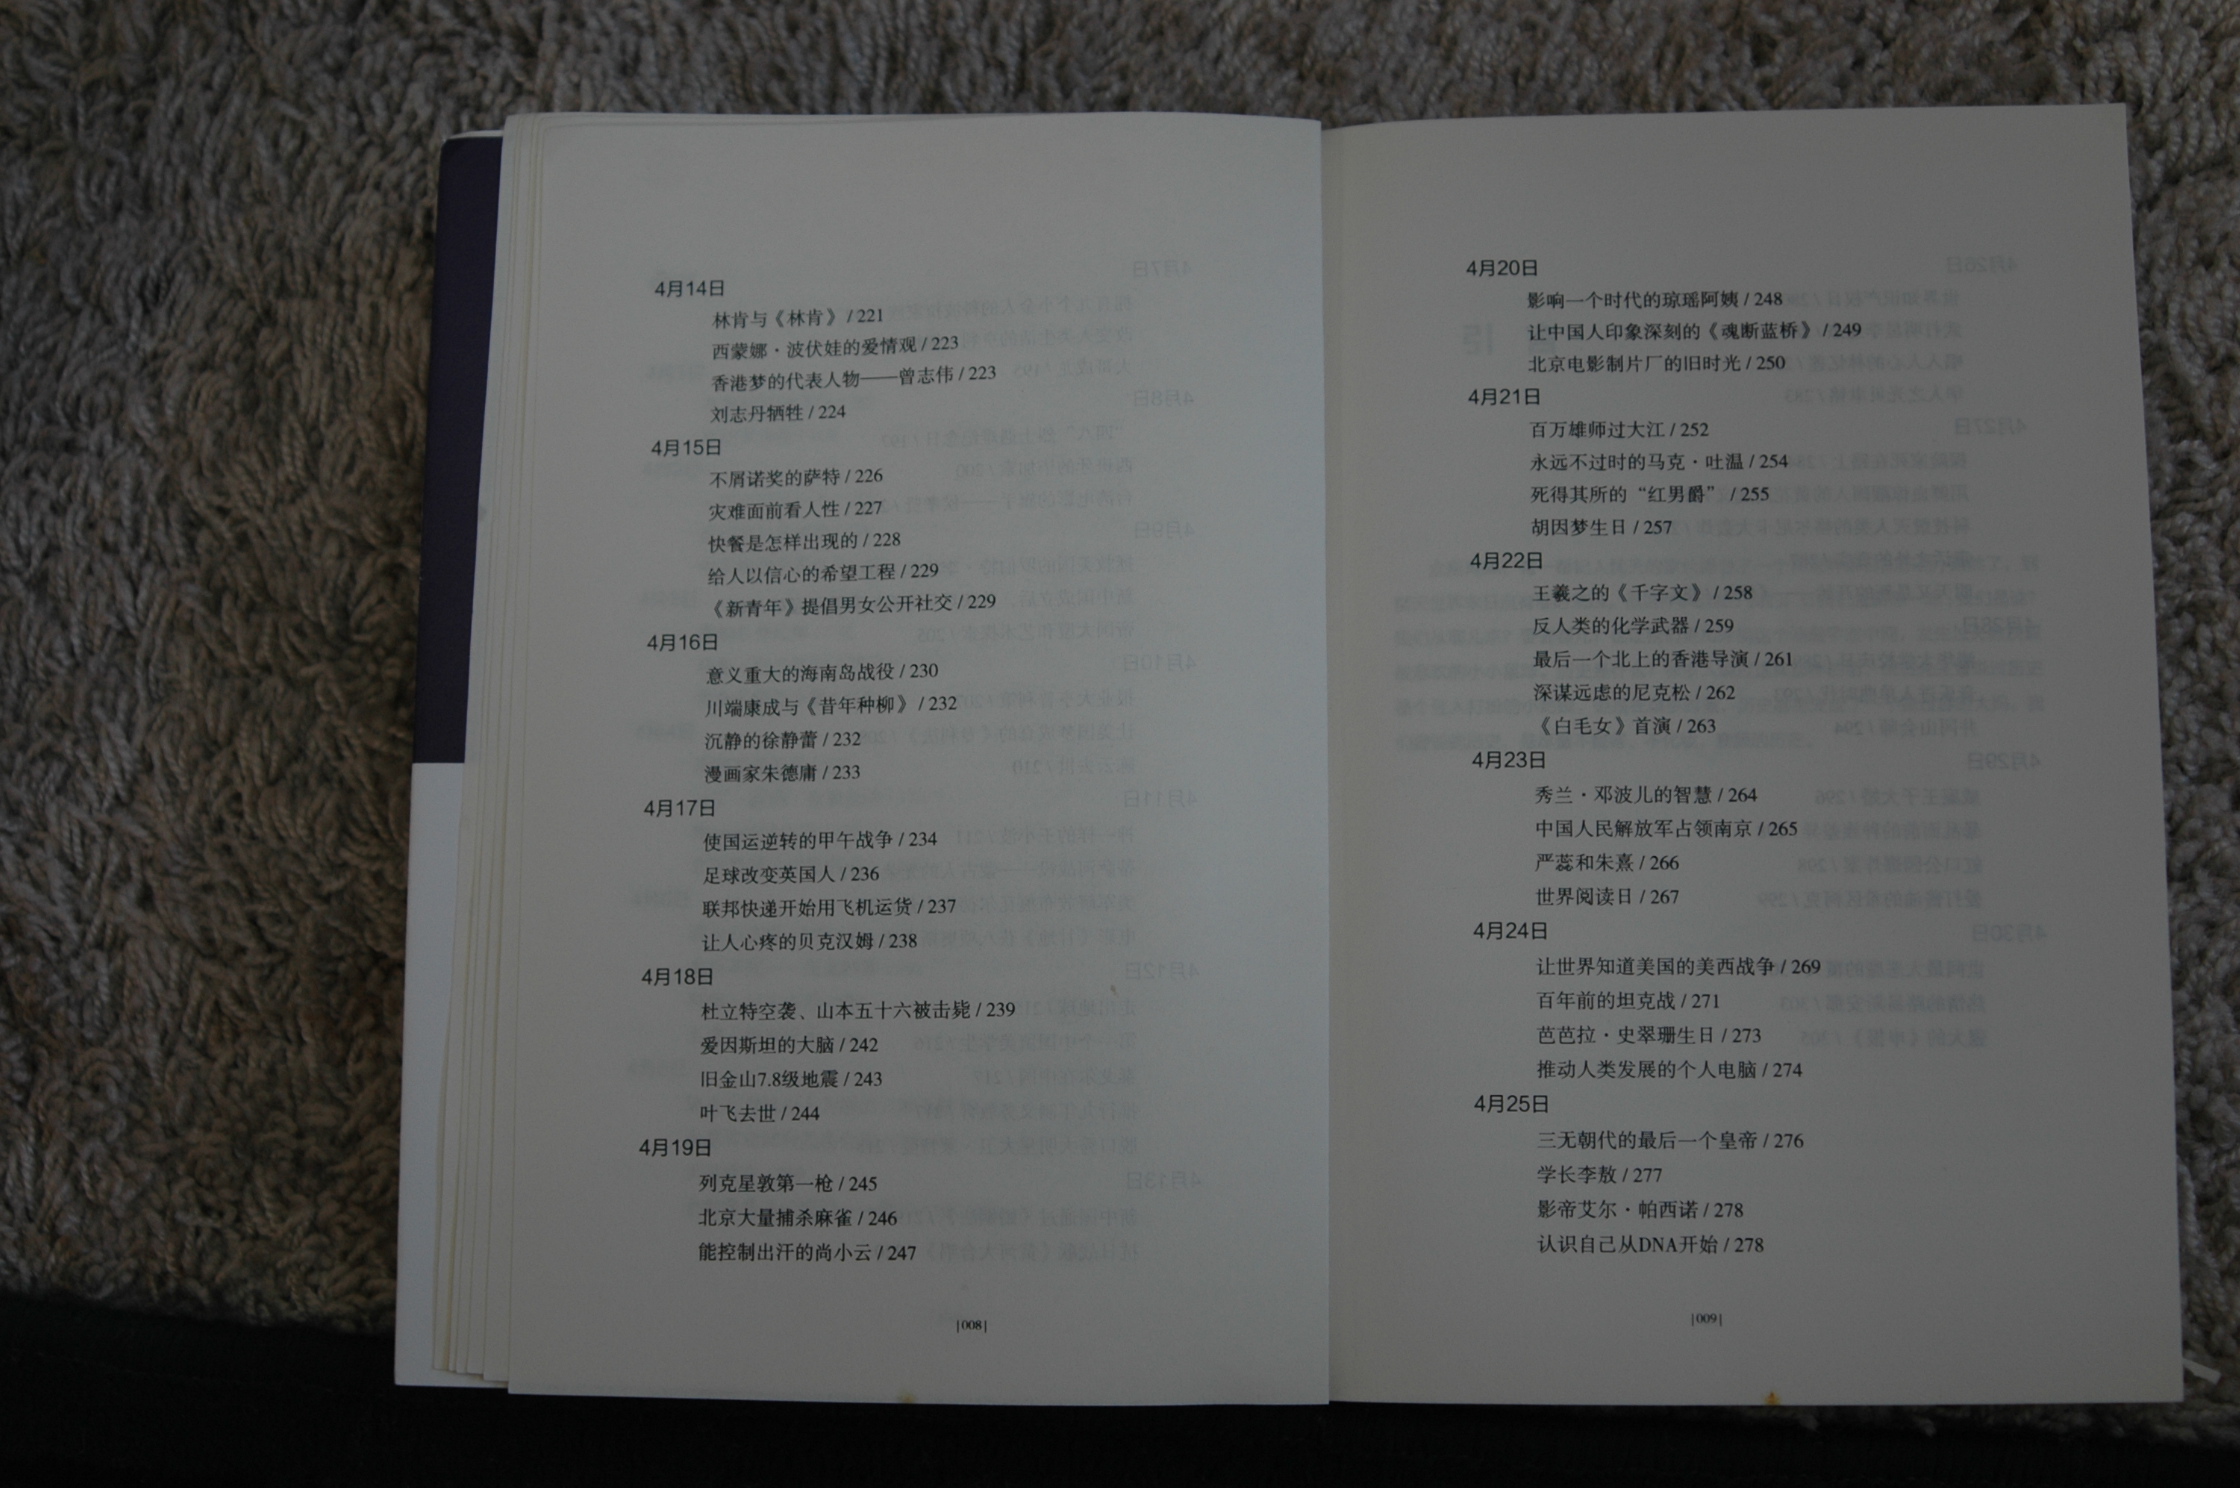 4月14日
林肯与《林肯》 / 221
西蒙娜·波伏娃的爱情观 / 223
香港梦的代表人物——曾志伟 / 223
刘志丹牺牲 / 224
4月15日
不屑诺奖的萨特 / 226
灾难面前看人性 / 227
快餐是怎样出现的 / 228
给人以信心的希望工程 / 229
《新青年》提倡男女公开社交 / 229
4月16日
意义重大的海南岛战役 / 230
川端康成与《昔年种柳》 / 232
沉静的徐静蕾 / 232
漫画家朱德庸 / 233
4月17日
使国运逆转的甲午战争 / 234
足球改变英国人 / 236
联邦快递开始用飞机运货 / 237
让人心疼的贝克汉姆 / 238
4月18日
杜立特空袭、山本五十六被击毙 / 239
爱因斯坦的大脑 / 242
旧金山7.8级地震 / 243
叶飞去世 / 244
4月19日
列克星敦第一枪 / 245
北京大量捕杀麻雀 / 246
能控制出汗的尚小云 / 247
|008|
4月20日
影响一个时代的琼瑶阿姨 / 248
让中国人印象深刻的《魂断蓝桥》 / 249
北京电影制片厂的旧时光 / 250
4月21日
百万雄师过大江 / 252
永远不过时的马克·吐温 / 254
死得其所的“红男爵” / 255
胡因梦生日 / 257
4月22日
王羲之的《千字文》 / 258
反人类的化学武器 / 259
最后一个北上的香港导演 / 261
深谋远虑的尼克松 / 262
《白毛女》首演 / 263
4月23日
秀兰·邓波儿的智慧 / 264
中国人民解放军占领南京 / 265
严蕊和朱熹 / 266
世界阅读日 / 267
4月24日
让世界知道美国的美西战争 / 269
百年前的坦克战 / 271
芭芭拉·史翠珊生日 / 273
推动人类发展的个人电脑 / 274
4月25日
三无朝代的最后一个皇帝 / 276
学长李敖 / 277
影帝艾尔·帕西诺 / 278
认识自己从DNA开始 / 278
|009|